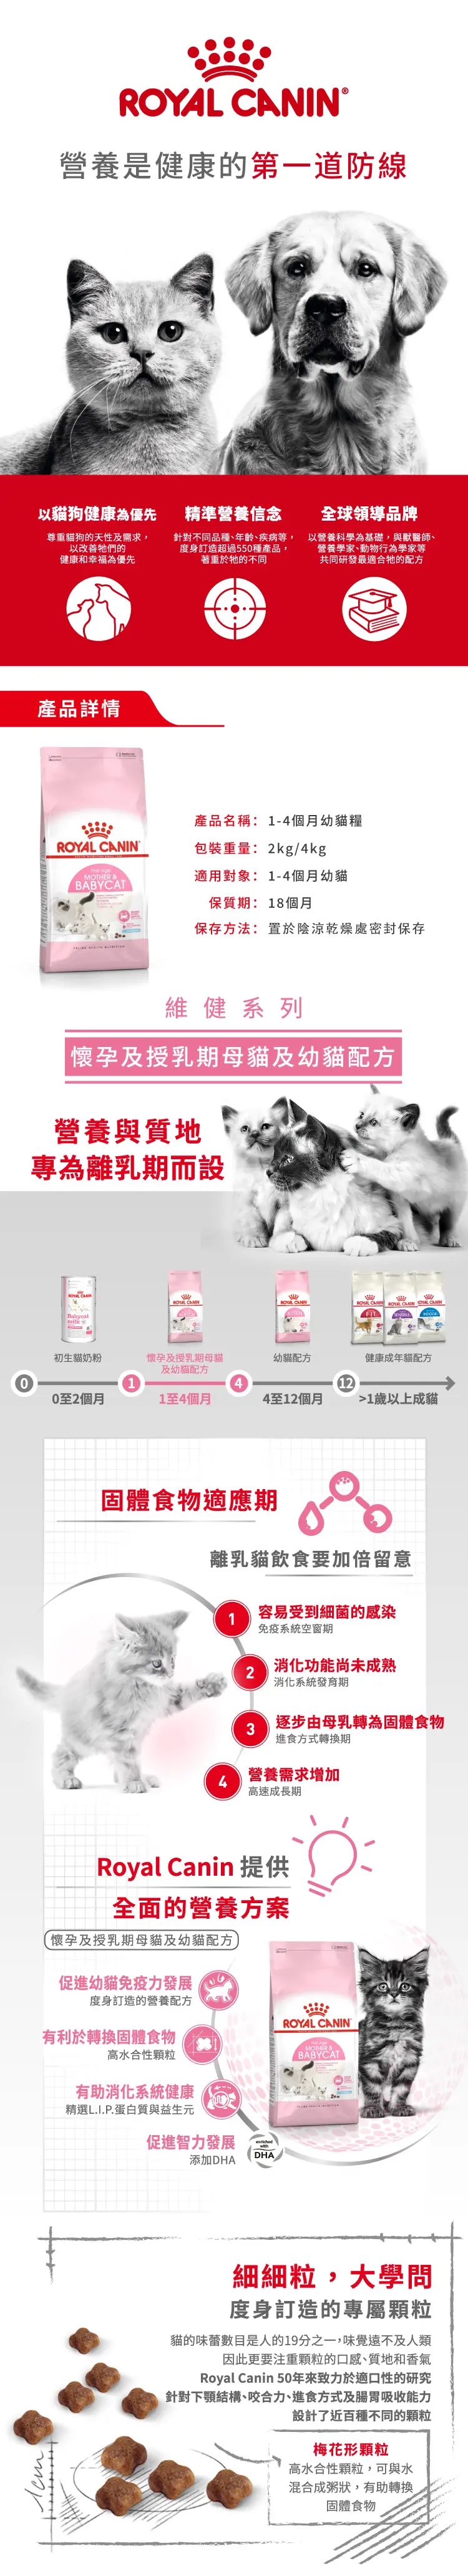 ROYAL CANIN®
營養是健康的第一道防線
以貓狗健康為優先
尊重貓狗的天性及需求，
以改善牠們的
健康和幸福為優先
精準營養信念
針對不同品種、年齡、疾病等，
度身訂造超過550種產品，
著重於牠的不同
全球領導品牌
以營養科學為基礎，與獸醫師、
營養學家、動物行為學家等
共同研發最適合牠的配方
產品詳情
ROYAL CANIN
MOTHER &
BABYCAT
產品名稱： 1-4個月幼貓糧
包裝重量： 2kg/4kg
適用對象： 1-4個月幼貓
保質期： 18個月
保存方法： 置於陰涼乾燥處密封保存
維健系列
懷孕及授乳期母貓及幼貓配方
營養與質地
專為離乳期而設
ROYAL CANIN
Babycat
milk
ROYAL CANIN
ROYAL CANIN
ROYAL CANIN
ROYAL CANIN
ROYAL CANIN
初生貓奶粉
懷孕及授乳期母貓
及幼貓配方
幼貓配方
健康成年貓配方
0
1
4
12
0至2個月
1至4個月
4至12個月
>1歲以上成貓
固體食物適應期
離乳貓飲食要加倍留意
1
容易受到細菌的感染
免疫系統空窗期
2
消化功能尚未成熟
消化系統發育期
3
逐步由母乳轉為固體食物
進食方式轉換期
4
營養需求增加
高速成長期
Royal Canin 提供
全面的營養方案
懷孕及授乳期母貓及幼貓配方
促進幼貓免疫力發展
度身訂造的營養配方
有利於轉換固體食物
高水合性顆粒
有助消化系統健康
精選L.I.P.蛋白質與益生元
促進智力發展
添加DHA
enriched
with
DHA
ROYAL CANIN
MOTHER &
BABYCAT
細細粒，大學問
度身訂造的專屬顆粒
貓的味蕾數目是人的19分之一，味覺遠不及人類
因此更要注重顆粒的口感、質地和香氣
Royal Canin 50年來致力於適口性的研究
針對下顎結構、咬合力、進食方式及腸胃吸收能力
設計了近百種不同的顆粒
梅花形顆粒
高水合性顆粒，可與水
混合成粥狀，有助轉換
固體食物
1cm